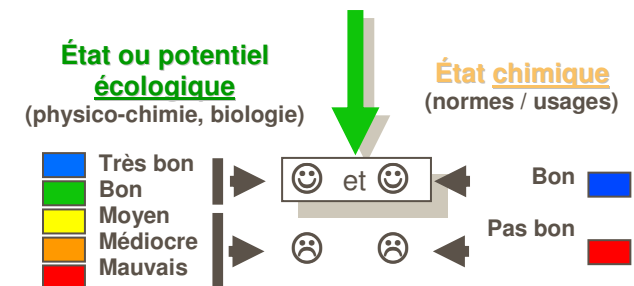 État ou potentiel
écologique
(physico-chimie, biologie)
État chimique
(normes / usages)
Très bon
Bon
Moyen
Médiocre
Mauvais
et
Bon
Pas bon